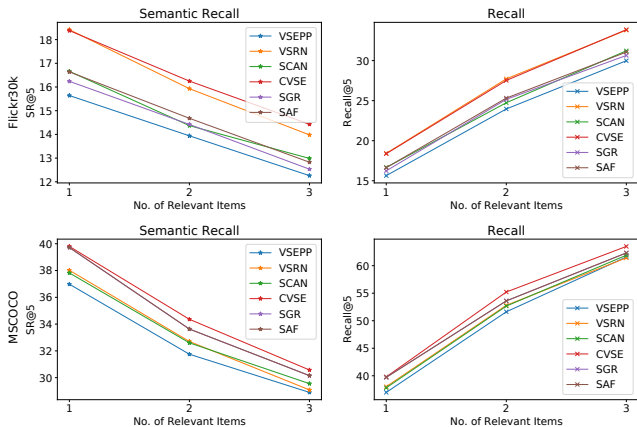 Semantic Recall
Recall
18
17
16
15
14
13
12
Flickr30k
SR@5
VSEPP
VSRN
SCAN
CVSE
SGR
SAF
1 2 3
No. of Relevant Items
30
25
20
15
Recall@5
VSEPP
VSRN
SCAN
CVSE
SGR
SAF
1 2 3
No. of Relevant Items
Semantic Recall
Recall
40
38
36
34
32
30
MSCOCO
SR@5
VSEPP
VSRN
SCAN
CVSE
SGR
SAF
1 2 3
No. of Relevant Items
60
55
50
45
40
Recall@5
VSEPP
VSRN
SCAN
CVSE
SGR
SAF
1 2 3
No. of Relevant Items